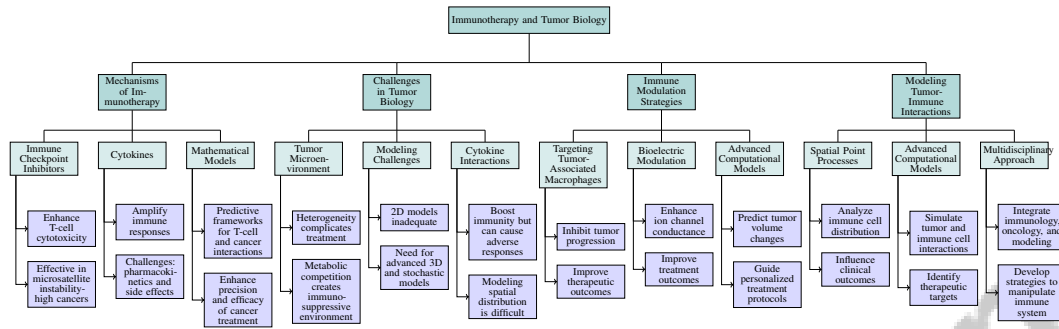 Immunotherapy and Tumor Biology
Mechanisms
of Im-
munotherapy
Challenges
in Tumor
Biology
Immune
Modulation
Strategies
Modeling
Tumor-
Immune
Interactions
Immune
Checkpoint
Inhibitors
Cytokines
Mathematical
Models
Tumor
Microen-
vironment
Modeling
Challenges
Cytokine
Interactions
Targeting
Tumor-
Associated
Macrophages
Bioelectric
Modulation
Advanced
Computational
Models
Spatial Point
Processes
Advanced
Computational
Models
Multidisciplinary
Approach
Enhance
T-cell
cytotoxicity
Effective in
microsatellite
instability-
high cancers
Amplify
immune
responses
Challenges:
pharmacoki-
netics and
side effects
Predictive
frameworks
for T-cell
and cancer
interactions
Enhance
precision
and efficacy
of cancer
treatment
Heterogeneity
complicates
treatment
Metabolic
competition
creates
immuno-
suppressive
environment
2D models
inadequate
Need for
advanced 3D
and stochastic
models
Boost
immunity but
can cause
adverse
responses
Modeling
spatial
distribution
is difficult
Inhibit tumor
progression
Improve
therapeutic
outcomes
Enhance
ion channel
conductance
Improve
treatment
outcomes
Predict tumor
volume
changes
Guide
personalized
treatment
protocols
Analyze
immune cell
distribution
Influence
clinical
outcomes
Simulate
tumor and
immune cell
interactions
Identify
therapeutic
targets
Integrate
immunology,
oncology,
and modeling
Develop
strategies to
manipulate
immune
system